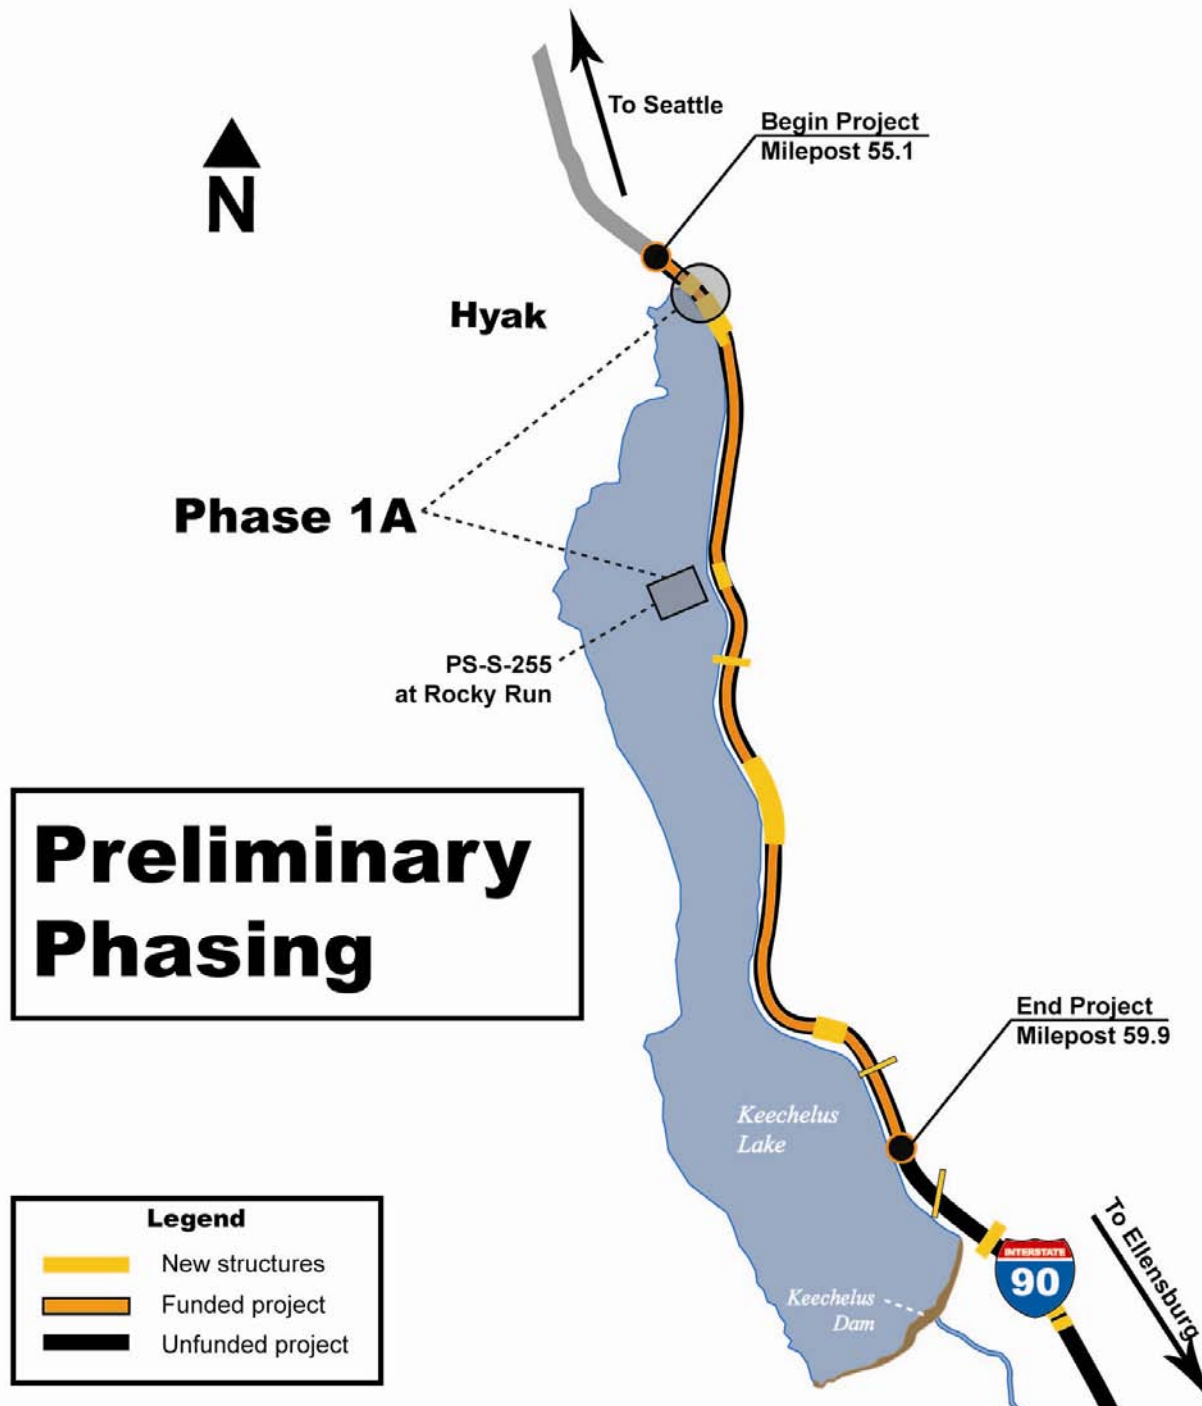 To Seattle
Begin Project
Milepost 55.1
N
Hyak
Phase 1A
PS-S-255
at Rocky Run
Preliminary
Phasing
End Project
Milepost 59.9
Keechelus
Lake
Legend
New structures
Funded project
Unfunded project
Keechelus
Dam
INTERSTATE
90
To Ellensburg